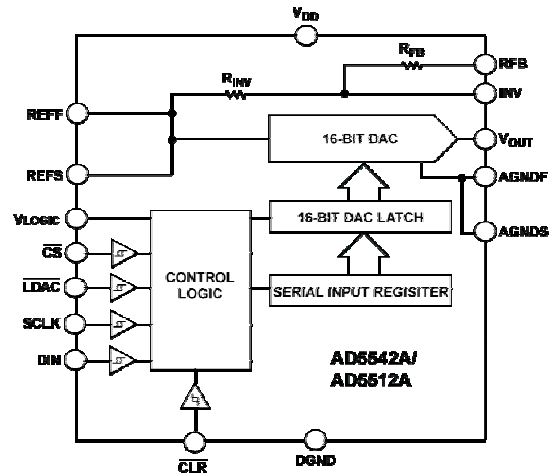 VDD
RFB
RFB
RINV
INV
REFF
16-BIT DAC
VOUT
REFS
AGNDF
VLOGIC
16-BIT DAC LATCH
AGNDS
CS
CONTROL
LOGIC
LDAC
SERIAL INPUT REGISITER
SCLK
DIN
AD5542A/
AD5512A
CLR
DGND